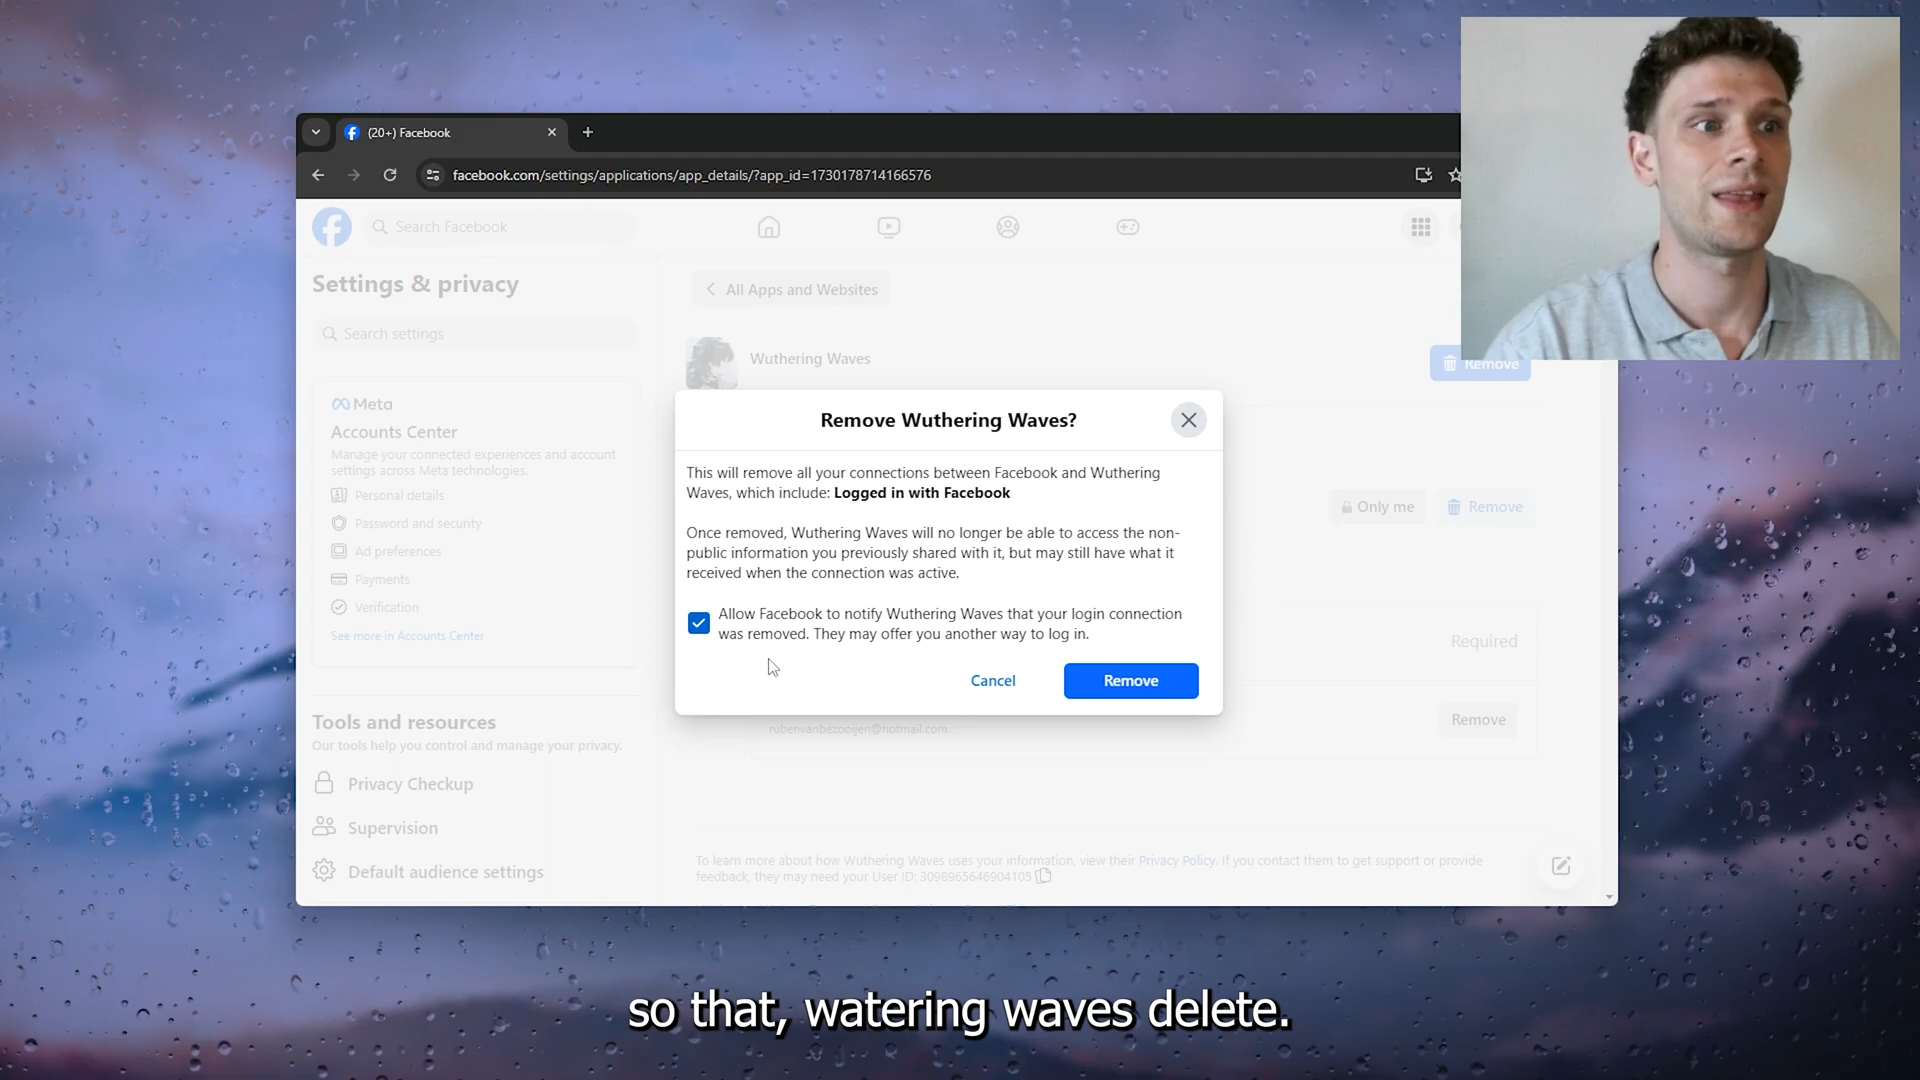 (20+) Facebook
facebook.com/settings/applications/app_details/?app_id=1730178714166576
Search Facebook
Settings & privacy
All Apps and Websites
Search settings
Wuthering Waves
Remove
Meta
Accounts Center
Manage your connected experiences and account
settings across Meta technologies.
Personal details
Password and security
Ad preferences
Payments
Verification
See more in Accounts Center
Remove Wuthering Waves?
This will remove all your connections between Facebook and Wuthering
Waves, which include: Logged in with Facebook
Once removed, Wuthering Waves will no longer be able to access the non-
public information you previously shared with it, but may still have what it
received when the connection was active.
Allow Facebook to notify Wuthering Waves that your login connection
was removed. They may offer you another way to log in.
Cancel
Remove
Only me
Remove
Required
rubenvanbezooijen@hotmail.com
Remove
Tools and resources
Our tools help you control and manage your privacy.
Privacy Checkup
Supervision
Default audience settings
To learn more about how Wuthering Waves uses your information, view their Privacy Policy. If you contact them to get support or provide
feedback, they may need your User ID: 3098965646904105
so that, watering waves delete.